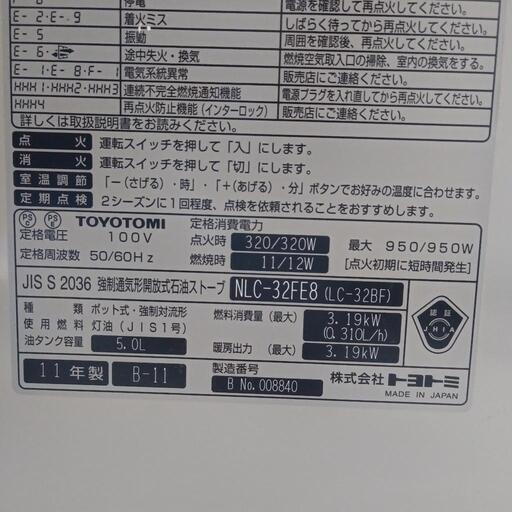 停電 電源を確認して再点火してください。
E-2・E-9 着火ミス しばらく待ってから再点火してください。
E-5 振動 周囲を確認後、再点火してください。
E-6 途中失火・換気 燃焼空気取入口の掃除、室内の換気をする。
E-1・E-8・F-1 電気系統異常 販売店にご連絡ください。
HHH1・HHH2・HHH3 連続不完全燃焼通知機能 電源プラグを入れ直してから再点火してください。
HHH4 再点火防止機能(インターロック) 販売店にご連絡ください。
詳しくは取扱説明書をお読みください。
点火 運転スイッチを押して「入」にします。
消火 運転スイッチを押して「切」にします。
室温調節 「−(さげる)・時」・「+(あげる)・分」ボタンでお好みの温度に合わせます。
定期点検 2シーズンに1回程度、点検を依頼されることをおすすめします。
PS C PS E TOYOTOMI 定格消費電力
定格電圧 100V 点火時 320/320W 最大 950/950W
定格周波数 50/60Hz 燃焼時 11/12W [点火初期に短時間発生]
JIS S 2036 強制通気形開放式石油ストーブ NLC-32FE8 (LC-32BF)
種類 ポット式・強制対流形 燃料消費量(最大) 3.19kW
使用燃料 灯油(JIS1号) (0.310L/h)
油タンク容量 5.0L 暖房出力(最大) 3.19kW
認証 JHIA
11年製 B-11 製造番号 B No.008840 株式会社トヨトミ
MADE IN JAPAN